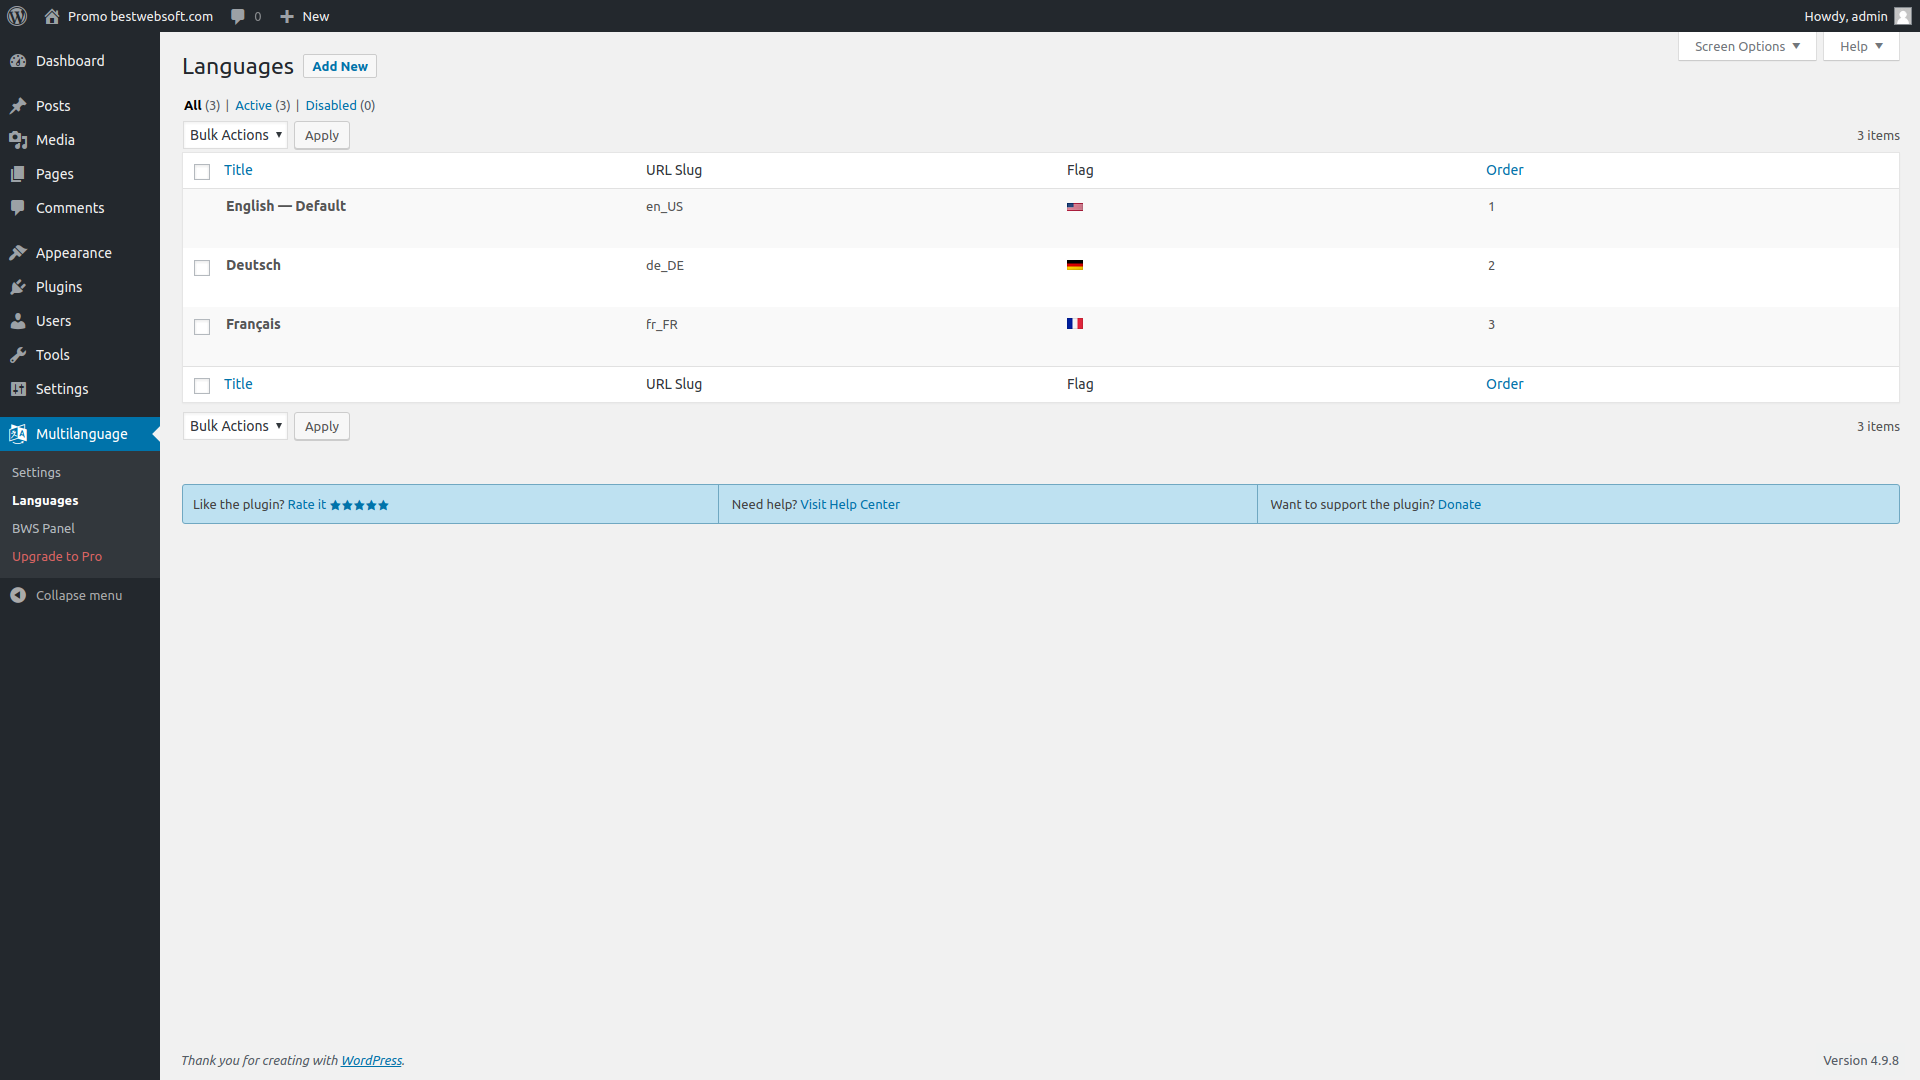 Promo bestwebsoft.com 0 New Howdy, admin
Screen Options Help
Dashboard
Posts
Media
Pages
Comments
Appearance
Plugins
Users
Tools
Settings
Multilanguage
Settings
Languages
BWS Panel
Upgrade to Pro
Collapse menu
Languages Add New
All (3) | Active (3) | Disabled (0)
Bulk Actions Apply 3 items
Title URL Slug Flag Order
English — Default en_US 1
Deutsch de_DE 2
Français fr_FR 3
Title URL Slug Flag Order
Bulk Actions Apply 3 items
Like the plugin? Rate it ★★★★★ Need help? Visit Help Center Want to support the plugin? Donate
Thank you for creating with WordPress. Version 4.9.8